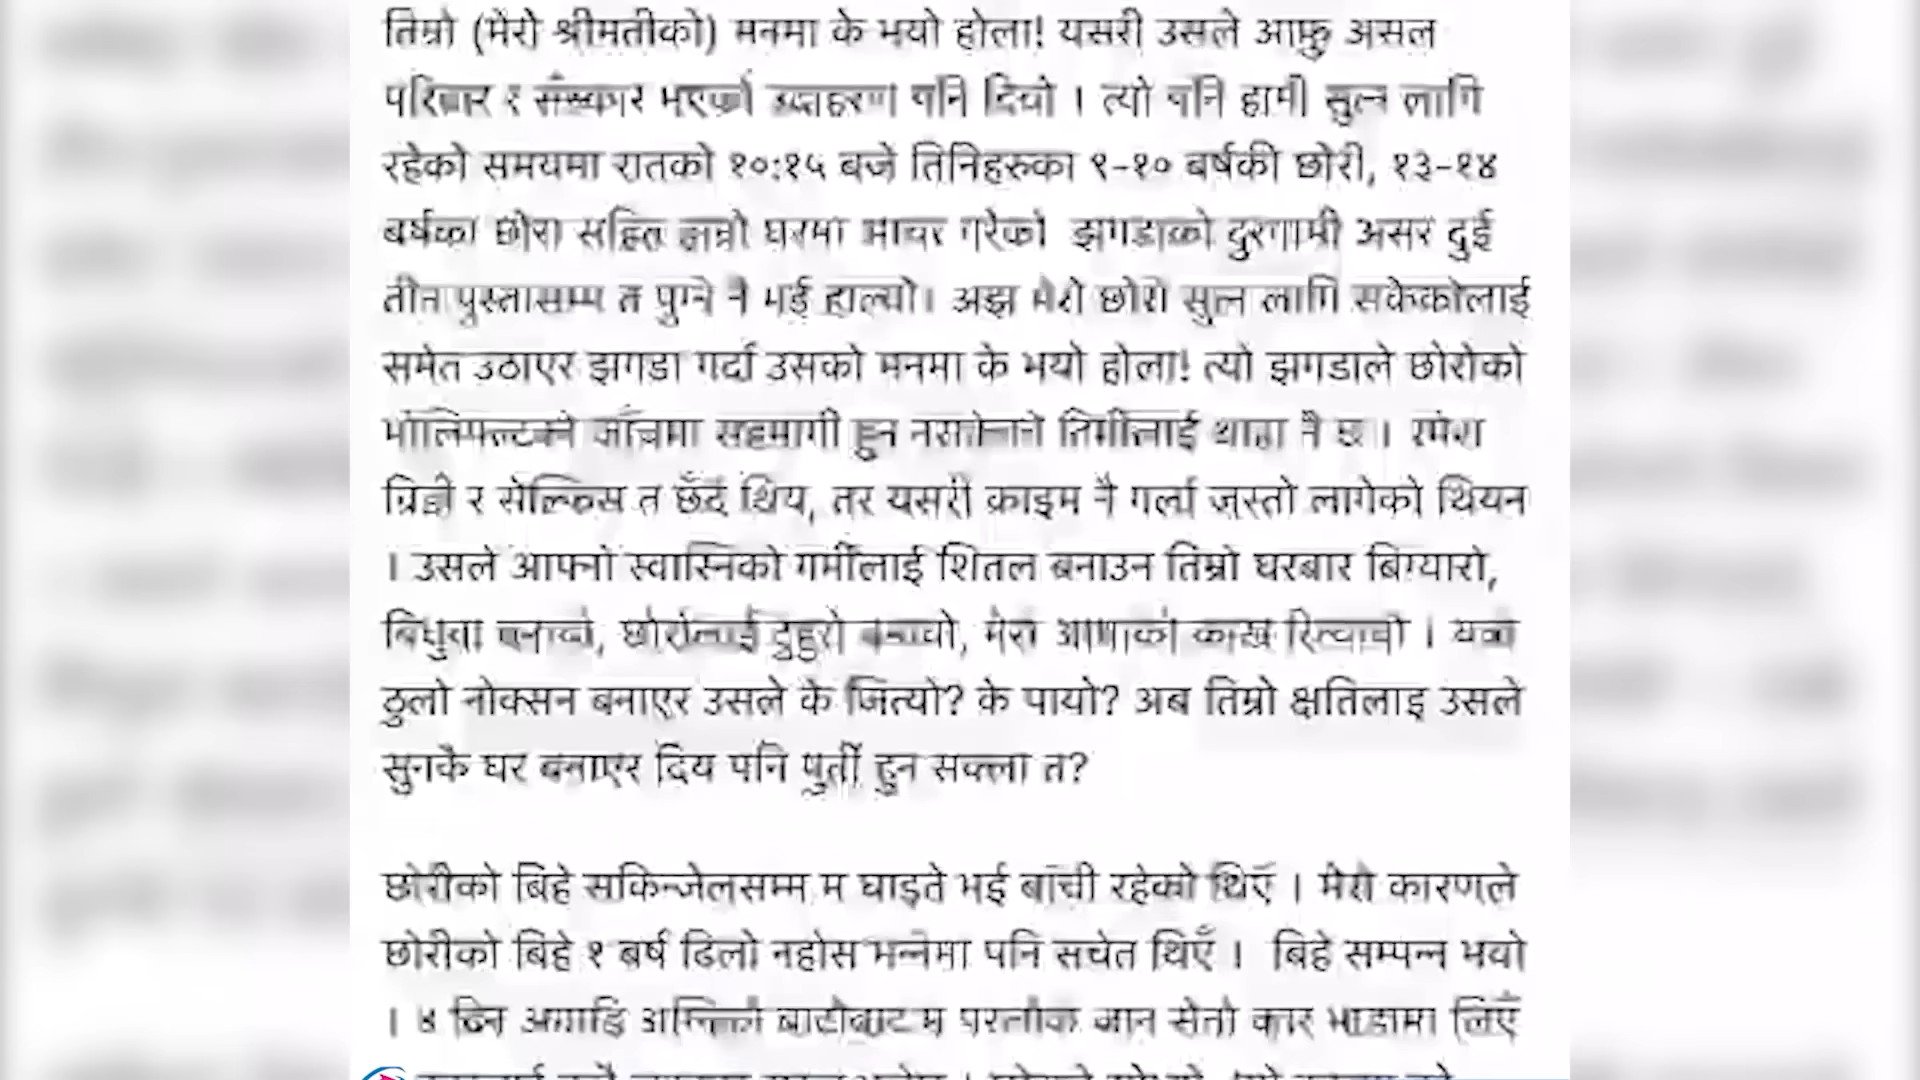 तिम्रो (मेरो श्रीमतीको) मनमा के भयो होला! यसरी उसले आफु असल
परिवार र संस्कार भएको उदाहरण पनि दियो । त्यो पनि हामी सुत्न लागि
रहेको समयमा रातको १०:१५ बजे तिनिहरुका ९-१० बर्षकी छोरी, १३-१४
बर्षका छोरा सहित हाम्रो घरमा आएर गरेको झगडाको दुरगामी असर दुई
तीन पुस्तासम्म त पुग्ने नै भई हाल्यो। अझ मेरो छोरो सुत्न लागि सकेकोलाई
समेत उठाएर झगडा गर्दा उसको मनमा के भयो होला! त्यो झगडाले छोरोको
भोलिपल्टको जाँचमा सहभागी हुन नसकेको तिमीलाई थाहा नै छ । रमेश
ग्रिडी र सेल्फिस त छँदै थिय, तर यसरी क्राइम नै गर्ला जस्तो लागेको थियन
। उसले आफ्नो स्वास्निको गर्मीलाई शितल बनाउन तिम्रो घरबार बिग्यारो,
बिधुवा बनायो, छोरोलाई टुहुरो बनायो, मेरो आमाको काख रित्यायो । यत्रो
ठुलो नोक्सन बनाएर उसले के जित्यो? के पायो? अब तिम्रो क्षतिलाइ उसले
सुनकै घर बनाएर दिय पनि पुर्ती हुन सक्ला त?
छोरीको बिहे सकिन्जेलसम्म म घाइते भई बाँची रहेको थिएँ । मेरो कारणले
छोरीको बिहे १ बर्ष ढिलो नहोस भन्नेमा पनि सचेत थिएँ । बिहे सम्पन्न भयो
। ४ दिन अगाडि बाटोबाट म परलोक जान सेतो कार भाडामा लिएँ